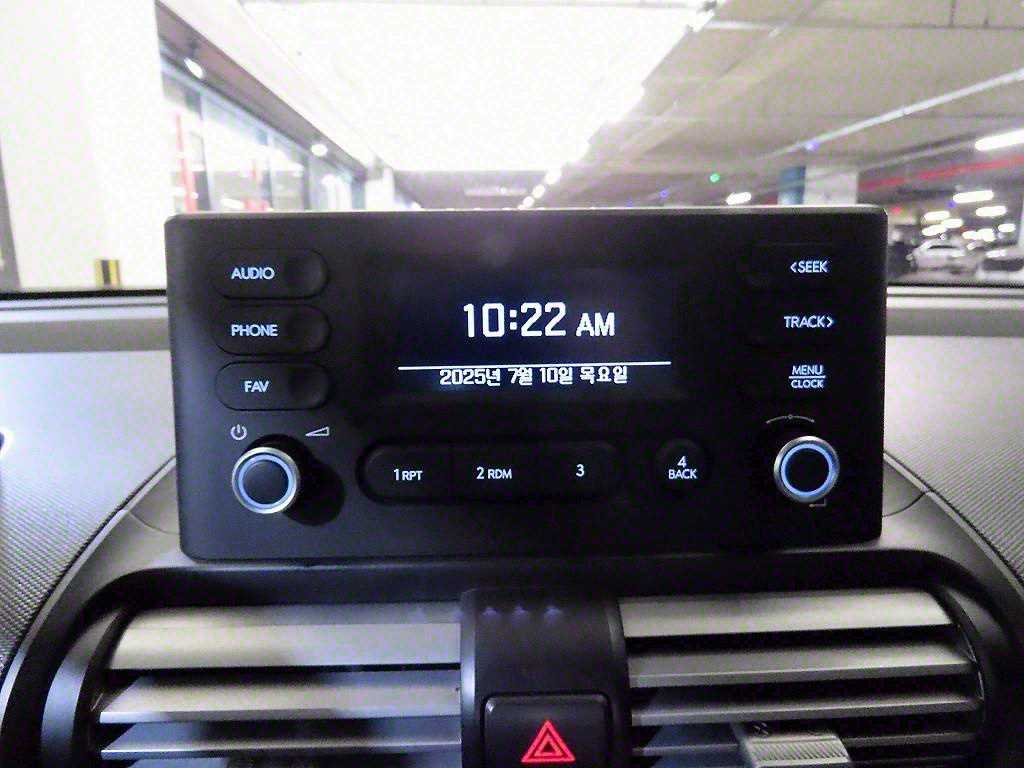 AUDIO
PHONE
FAV
10:22 AM
2025년 7월 10일 목요일
<SEEK
TRACK>
MENU
CLOCK
1 RPT
2 RDM
3
4
BACK